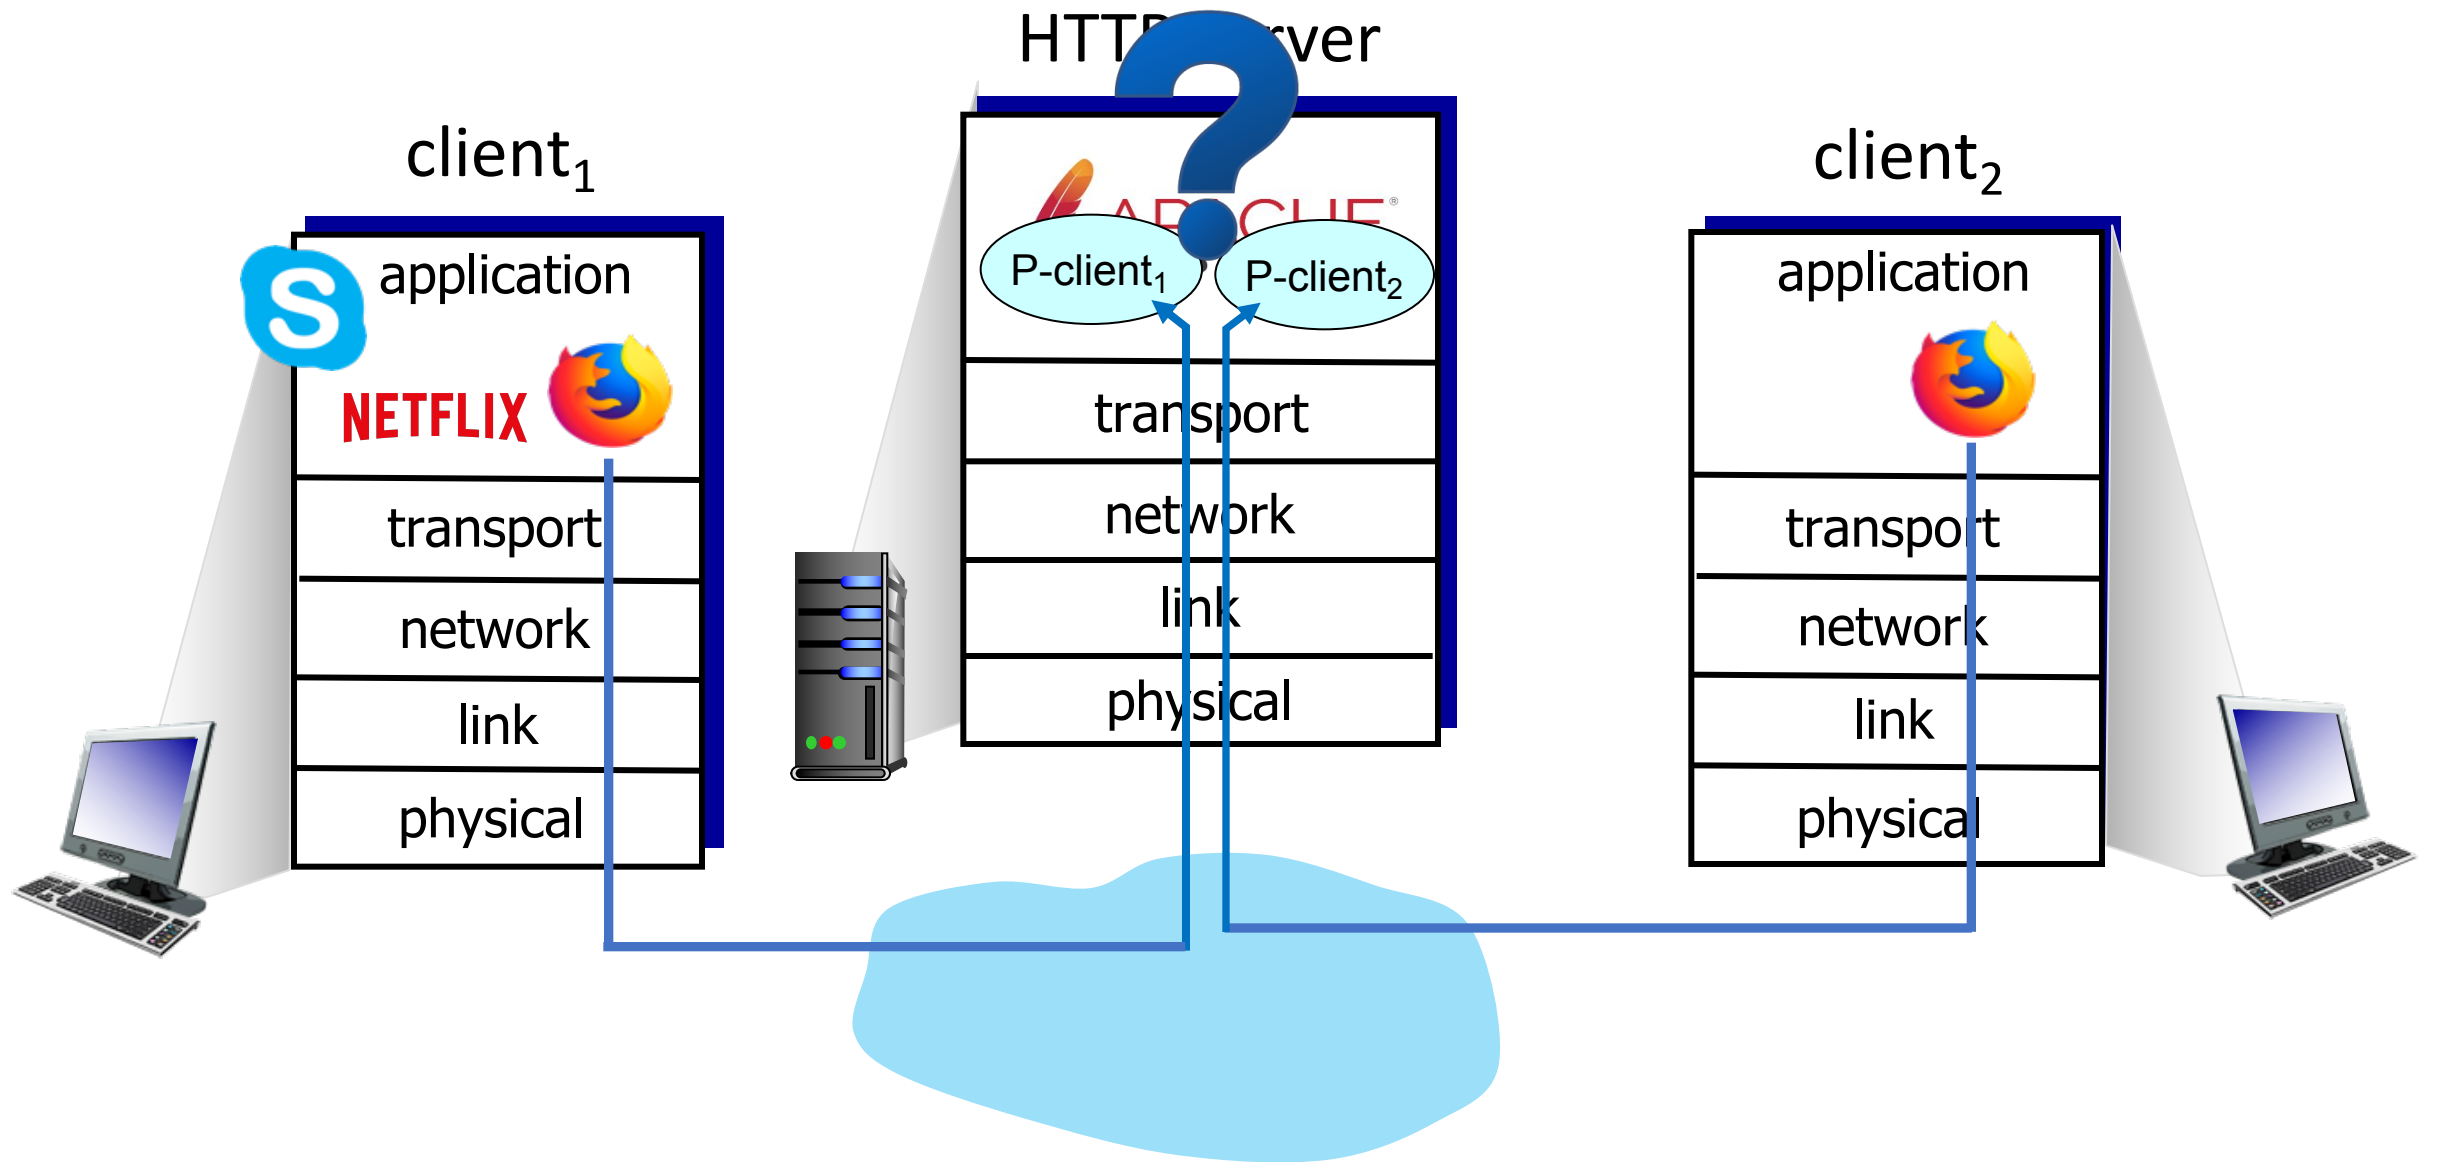 HTTP server
client1
application
NETFLIX
transport
network
link
physical
APACHE®
P-client1
P-client2
transport
network
link
physical
client2
application
transport
network
link
physical